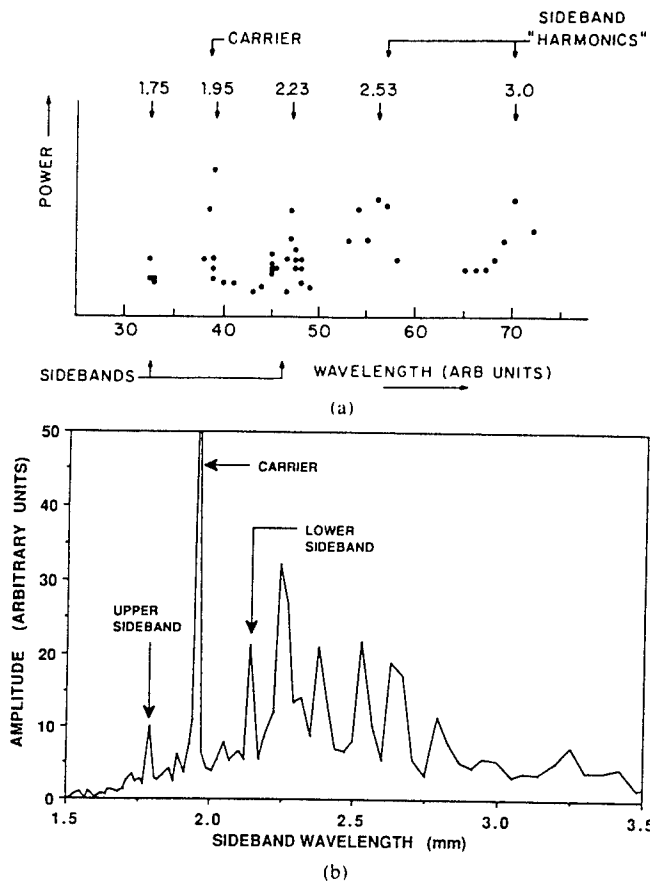 SIDEBAND
"HARMONICS"
CARRIER
1.75 1.95 2.23 2.53 3.0
POWER
30 40 50 60 70
SIDEBANDS
WAVELENGTH (ARB UNITS)
(a)
50
CARRIER
40
LOWER
SIDEBAND
30
UPPER
SIDEBAND
20
10
0
AMPLITUDE (ARBITRARY UNITS)
1.5 2.0 2.5 3.0 3.5
SIDEBAND WAVELENGTH (mm)
(b)